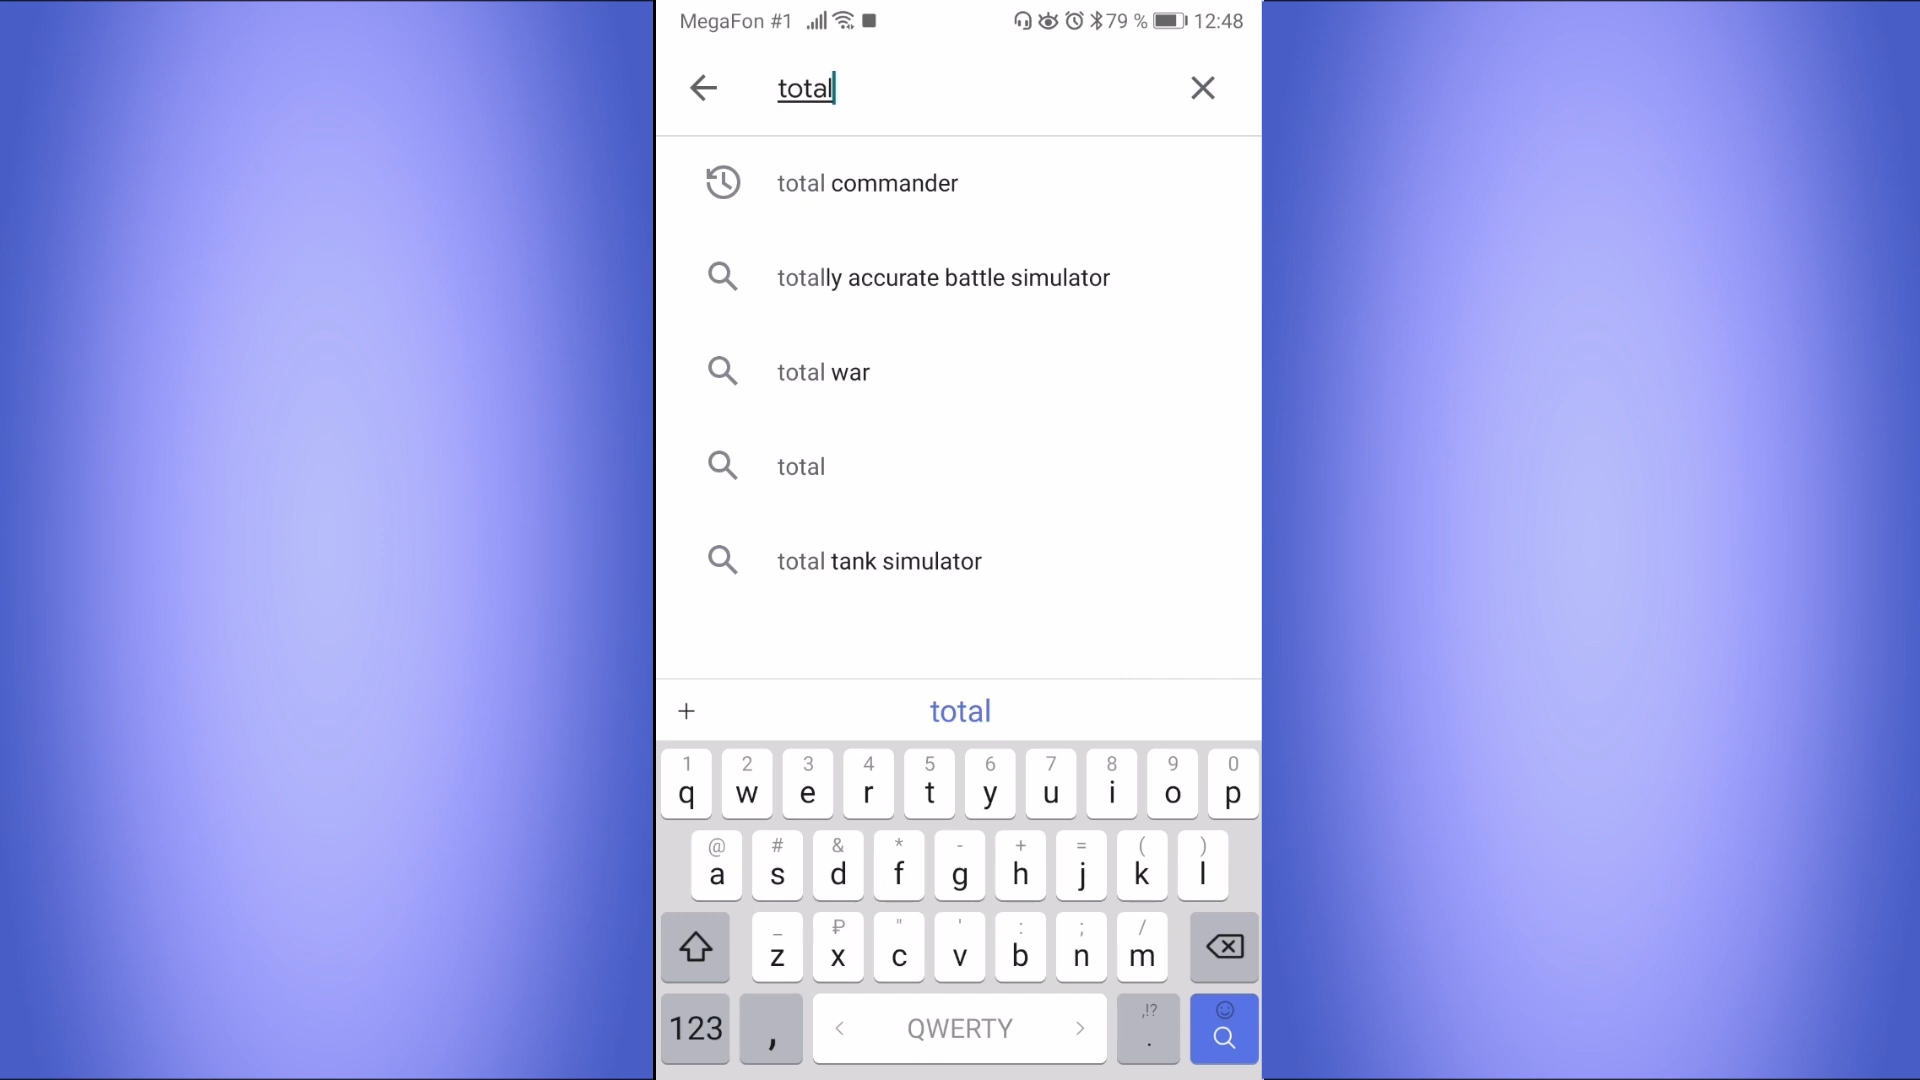 MegaFon #1 79 % 12:48
total
total commander
totally accurate battle simulator
total war
total
total tank simulator
+ total
1 2 3 4 5 6 7 8 9 0
q w e r t y u i o p
@ # & * - + = ( )
a s d f g h j k l
_ ₽ " ' : ; /
z x c v b n m
,!?
123 , < QWERTY > .